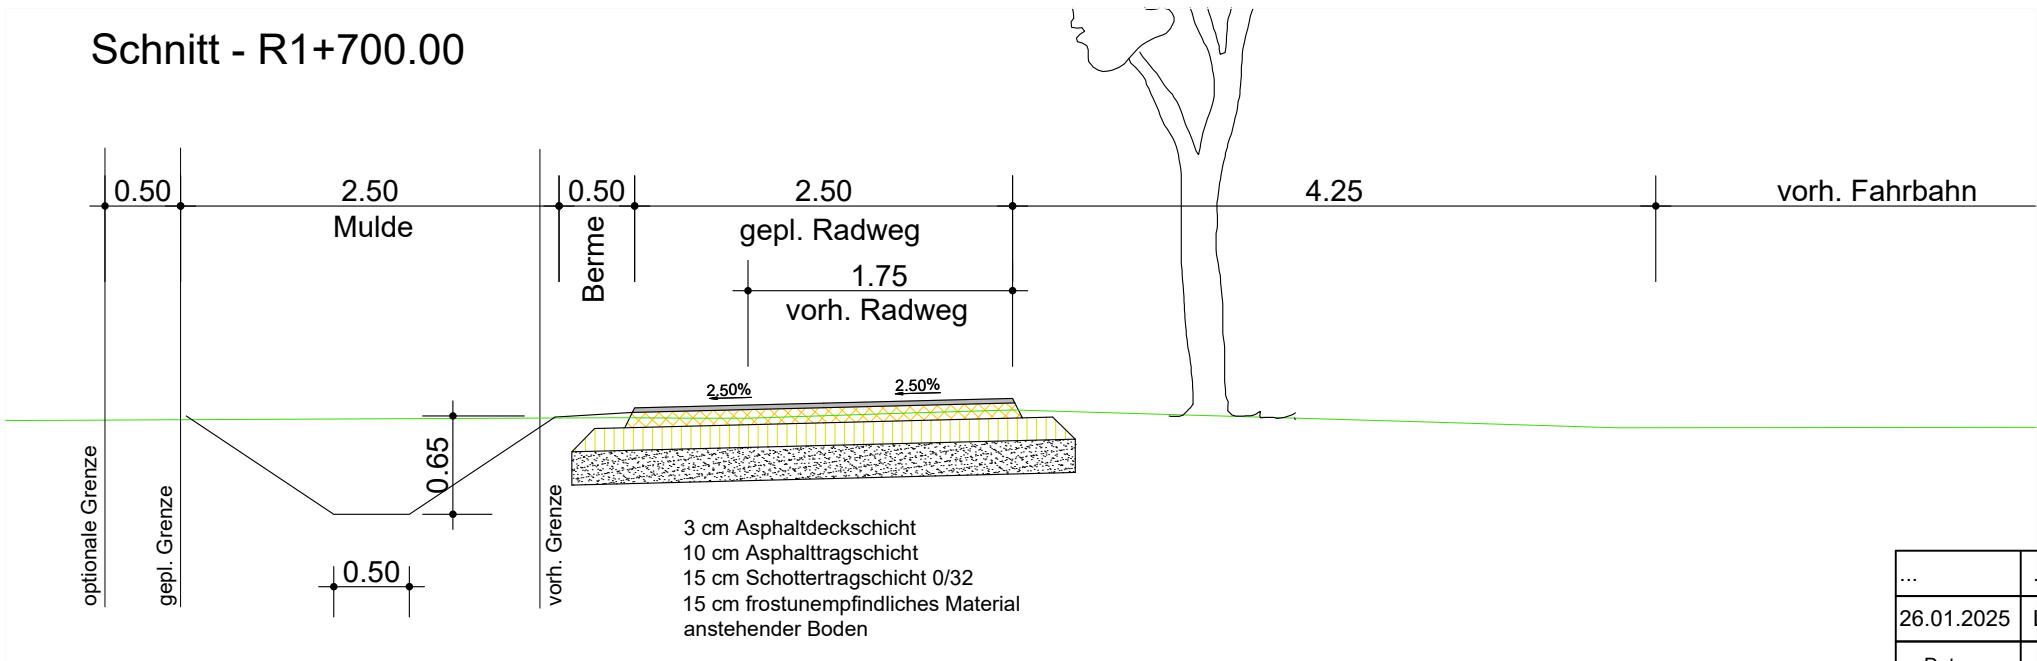 Schnitt - R1+700.00
0.50 2.50 0.50 2.50 4.25 vorh. Fahrbahn
Mulde
Berme
gepl. Radweg
1.75
vorh. Radweg
2.50% 2.50%
0.65
optionale Grenze
gepl. Grenze
vorh. Grenze
0.50
3 cm Asphaltdeckschicht
10 cm Asphalttragschicht
15 cm Schottertragschicht 0/32
15 cm frostunempfindliches Material
anstehender Boden
...
26.01.2025